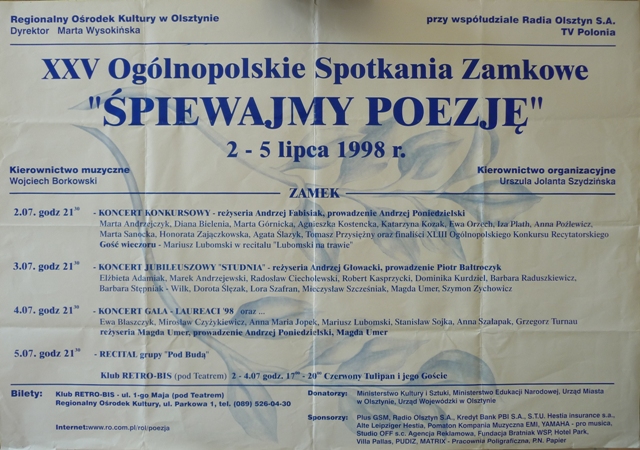 Regionalny Ośrodek Kultury w Olsztynie
Dyrektor Marta Wysokińska
przy współudziale Radia Olsztyn S.A.
TV Polonia
XXV Ogólnopolskie Spotkania Zamkowe
"ŚPIEWAJMY POEZJĘ"
2 - 5 lipca 1998 r.
Kierownictwo muzyczne
Wojciech Borkowski
Kierownictwo organizacyjne
Urszula Jolanta Szydzińska
ZAMEK
2.07. godz 21³⁰ - KONCERT KONKURSOWY - reżyseria Andrzej Fabisiak, prowadzenie Andrzej Poniedzielski
Marta Andrzejczyk, Diana Bielenia, Marta Górnicka, Agnieszka Kostencka, Katarzyna Kozak, Ewa Orzech, Iza Płath, Anna Poźlewicz,
Marta Sanocka, Honorata Zajączkowska, Agata Ślazyk, Tomasz Przysiężny oraz finaliści XLIII Ogólnopolskiego Konkursu Recytatorskiego
Gość wieczoru - Mariusz Lubomski w recitalu "Lubomski na trawie"
3.07. godz 21³⁰ - KONCERT JUBILEUSZOWY "STUDNIA" - reżyseria Andrzej Głowacki, prowadzenie Piotr Bałtroczyk
Elżbieta Adamiak, Marek Andrzejewski, Radosław Ciecholewski, Robert Kasprzycki, Dominika Kurdziel, Barbara Raduszkiewicz,
Barbara Stępniak - Wilk, Dorota Ślęzak, Lora Szafran, Mieczysław Szcześniak, Magda Umer, Szymon Zychowicz
4.07. godz 21³⁰ - KONCERT GALA - LAUREACI '98 oraz ...
Ewa Błaszczyk, Mirosław Czyżykiewicz, Anna Maria Jopek, Mariusz Lubomski, Stanisław Sojka, Anna Szałapak, Grzegorz Turnau
reżyseria Magda Umer, prowadzenie Andrzej Poniedzielski, Magda Umer
5.07. godz 21³⁰ - RECITAL grupy "Pod Budą"
Klub RETRO-BIS (pod Teatrem) 2 - 4.07 godz. 17⁰⁰ - 20⁰⁰ Czerwony Tulipan i jego Goście
Bilety: Klub RETRO-BIS - ul. 1-go Maja (pod Teatrem)
Regionalny Ośrodek Kultury, ul. Parkowa 1, tel. (089) 526-04-30
Internet:www.ro.com.pl/rol/poezja
Donatorzy: Ministerstwo Kultury i Sztuki, Ministerstwo Edukacji Narodowej, Urząd Miasta
w Olsztynie, Urząd Wojewódzki w Olsztynie
Sponsorzy: Plus GSM, Radio Olsztyn S.A., Kredyt Bank PBI S.A., S.T.U. Hestia insurance s.a.,
Alte Leipziger Hestia, Pomaton Kompania Muzyczna EMI, YAMAHA - pro musica,
Studio OFF s.c. Agencja Reklamowa, Fundacja Bratniak WSP, Hotel Park,
Villa Pallas, PUDIZ, MATRIX - Pracownia Poligraficzna, P.N. Papier